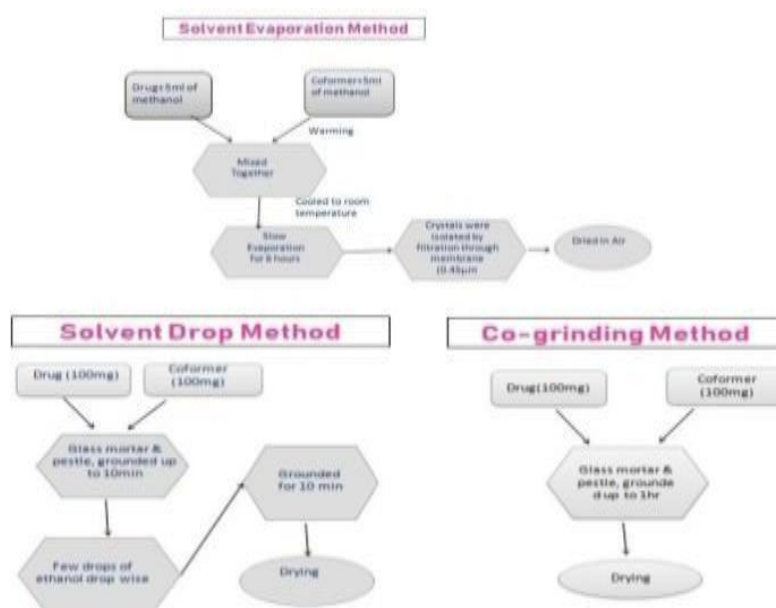 Solvent Evaporation Method
Drug+5ml of
methanol
Coformer+5ml
of methanol
Warming
Mixed
Together
Cooled to room
temperature
Slow
Evaporation
for 6 hours
Crystals were
isolated by
filtration through
membrane
(0.45µm
Dried in Air
Solvent Drop Method
Drug (100mg)
Coformer
(100mg)
Glass mortar &
pestle, grounded up
to 10min
Few drops of
ethanol drop wise
Grounded
for 10 min
Drying
Co-grinding Method
Drug(100mg)
Coformer
(100mg)
Glass mortar &
pestle, grounde
d up to 1hr
Drying